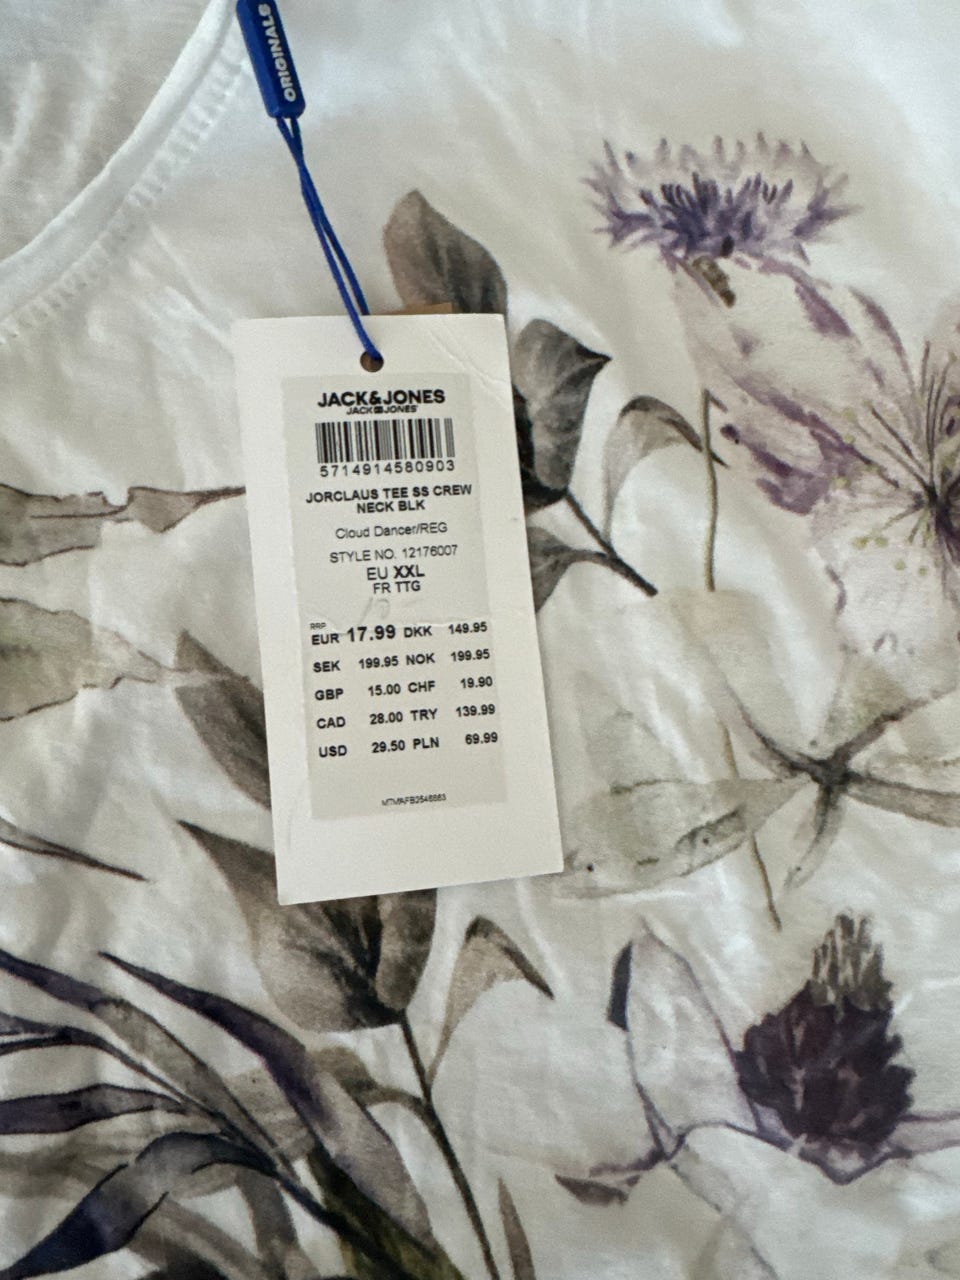 ORIGINALS
JACK&JONES
JACK&JONES
5714914580903
JORCLAUS TEE SS CREW
NECK BLK
Cloud Dancer/REG
STYLE NO. 12176007
EU XXL
FR TTG
RRP
EUR 17.99 DKK 149.95
SEK 199.95 NOK 199.95
GBP 15.00 CHF 19.90
CAD 28.00 TRY 139.99
USD 29.50 PLN 69.99